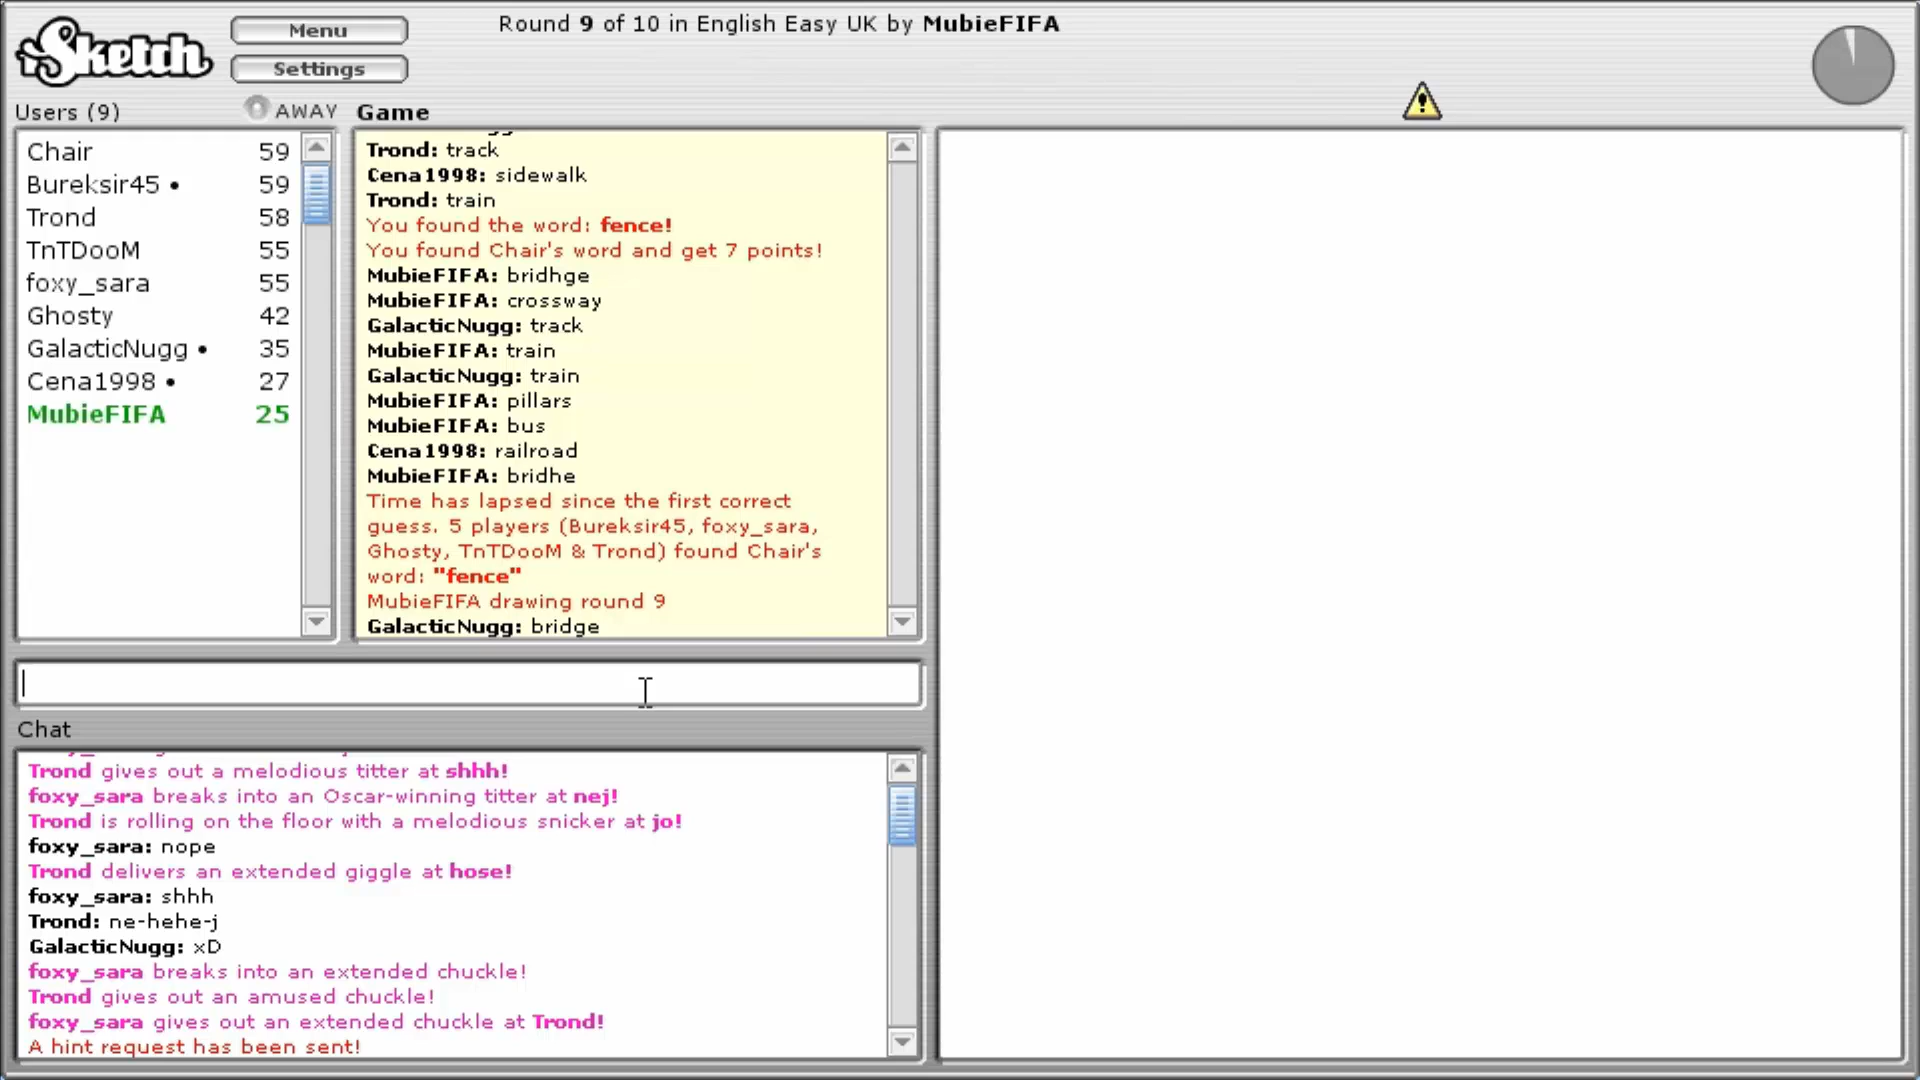 iSketch
Menu
Settings
Round 9 of 10 in English Easy UK by MubieFIFA
Users (9)
AWAY
Game
Chair 59
Bureksir45 • 59
Trond 58
TnTDooM 55
foxy_sara 55
Ghosty 42
GalacticNugg • 35
Cena1998 • 27
MubieFIFA 25
Trond: track
Cena1998: sidewalk
Trond: train
You found the word: fence!
You found Chair's word and get 7 points!
MubieFIFA: bridhge
MubieFIFA: crossway
GalacticNugg: track
MubieFIFA: train
GalacticNugg: train
MubieFIFA: pillars
MubieFIFA: bus
Cena1998: railroad
MubieFIFA: bridhe
Time has lapsed since the first correct
guess. 5 players (Bureksir45, foxy_sara,
Ghosty, TnTDooM & Trond) found Chair's
word: "fence"
MubieFIFA drawing round 9
GalacticNugg: bridge
Chat
Trond gives out a melodious titter at shhh!
foxy_sara breaks into an Oscar-winning titter at nej!
Trond is rolling on the floor with a melodious snicker at jo!
foxy_sara: nope
Trond delivers an extended giggle at hose!
foxy_sara: shhh
Trond: ne-hehe-j
GalacticNugg: xD
foxy_sara breaks into an extended chuckle!
Trond gives out an amused chuckle!
foxy_sara gives out an extended chuckle at Trond!
A hint request has been sent!